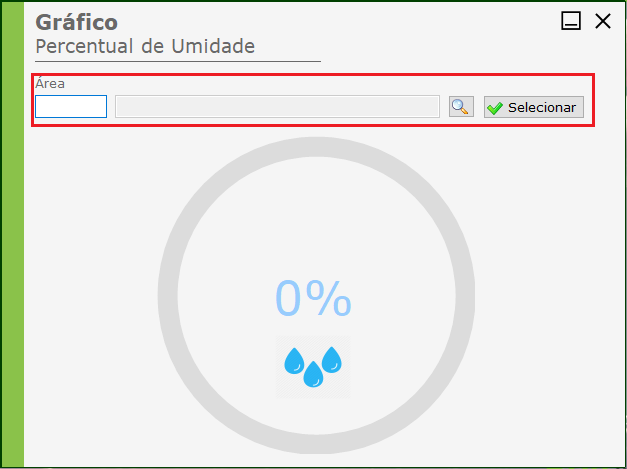 Gráfico
Percentual de Umidade
Área
Selecionar
0%